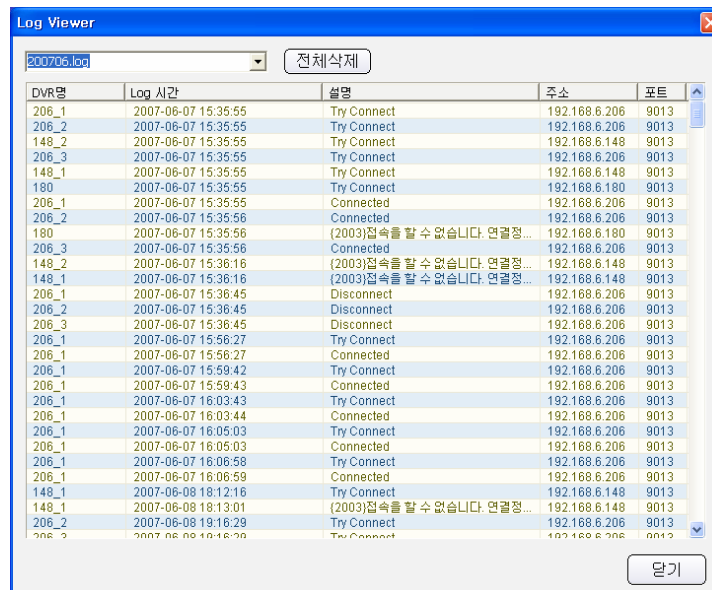 Log Viewer
200706.log 전체삭제
DVR명 Log 시간 설명 주소 포트
206_1 2007-06-07 15:35:55 Try Connect 192.168.6.206 9013
206_2 2007-06-07 15:35:55 Try Connect 192.168.6.206 9013
148_2 2007-06-07 15:35:55 Try Connect 192.168.6.148 9013
206_3 2007-06-07 15:35:55 Try Connect 192.168.6.206 9013
148_1 2007-06-07 15:35:55 Try Connect 192.168.6.148 9013
180 2007-06-07 15:35:55 Try Connect 192.168.6.180 9013
206_1 2007-06-07 15:35:55 Connected 192.168.6.206 9013
206_2 2007-06-07 15:35:56 Connected 192.168.6.206 9013
180 2007-06-07 15:35:56 {2003}접속을 할 수 없습니다. 연결정... 192.168.6.180 9013
206_3 2007-06-07 15:35:56 Connected 192.168.6.206 9013
148_2 2007-06-07 15:36:16 {2003}접속을 할 수 없습니다. 연결정... 192.168.6.148 9013
148_1 2007-06-07 15:36:16 {2003}접속을 할 수 없습니다. 연결정... 192.168.6.148 9013
206_1 2007-06-07 15:36:45 Disconnect 192.168.6.206 9013
206_2 2007-06-07 15:36:45 Disconnect 192.168.6.206 9013
206_3 2007-06-07 15:36:45 Disconnect 192.168.6.206 9013
206_1 2007-06-07 15:56:27 Try Connect 192.168.6.206 9013
206_1 2007-06-07 15:56:27 Connected 192.168.6.206 9013
206_1 2007-06-07 15:59:42 Try Connect 192.168.6.206 9013
206_1 2007-06-07 15:59:43 Connected 192.168.6.206 9013
206_1 2007-06-07 16:03:43 Try Connect 192.168.6.206 9013
206_1 2007-06-07 16:03:44 Connected 192.168.6.206 9013
206_1 2007-06-07 16:05:03 Try Connect 192.168.6.206 9013
206_1 2007-06-07 16:05:03 Connected 192.168.6.206 9013
206_1 2007-06-07 16:06:58 Try Connect 192.168.6.206 9013
206_1 2007-06-07 16:06:59 Connected 192.168.6.206 9013
148_1 2007-06-08 18:12:16 Try Connect 192.168.6.148 9013
148_1 2007-06-08 18:13:01 {2003}접속을 할 수 없습니다. 연결정... 192.168.6.148 9013
206_2 2007-06-08 19:16:29 Try Connect 192.168.6.206 9013
206_3 2007-06-08 19:16:29 Try Connect 192.168.6.206 9013
닫기